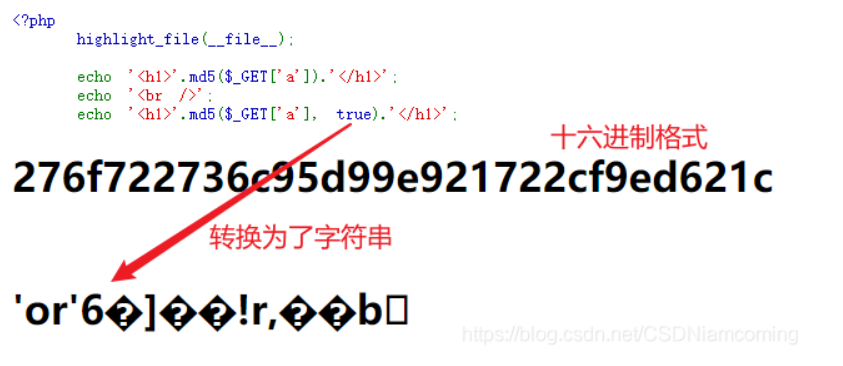 <?php
highlight_file(__file__);
echo '<h1>'.md5($_GET['a']).'</h1>';
echo '<br />';
echo '<h1>'.md5($_GET['a'], true).'</h1>';
十六进制格式
276f722736c95d99e921722cf9ed621c
转换为了字符串
'or'6�]��!r,��b
https://blog.csdn.net/CSDNiamcoming